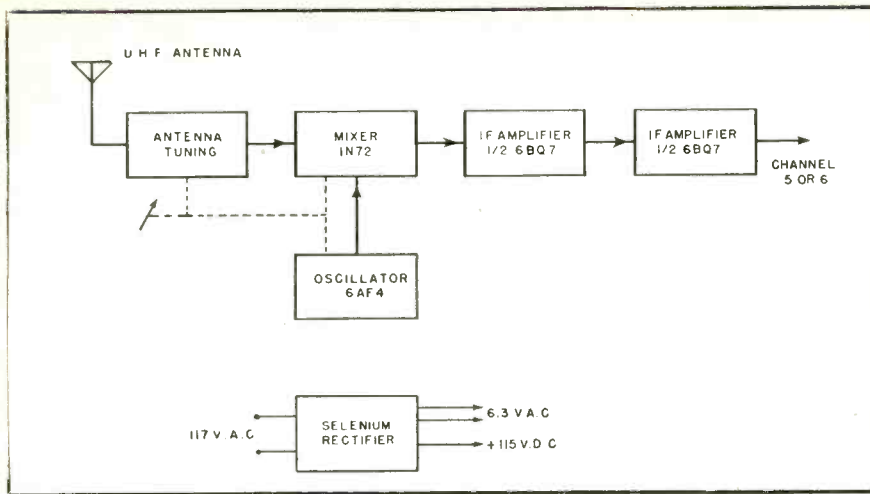 U H F ANTENNA
ANTENNA
TUNING
MIXER
1N72
IF AMPLIFIER
1/2 6BQ7
IF AMPLIFIER
1/2 6BQ7
CHANNEL
5 OR 6
OSCILLATOR
6AF4
117 V. A.C
SELENIUM
RECTIFIER
6.3 V A.C
+115 V.D.C